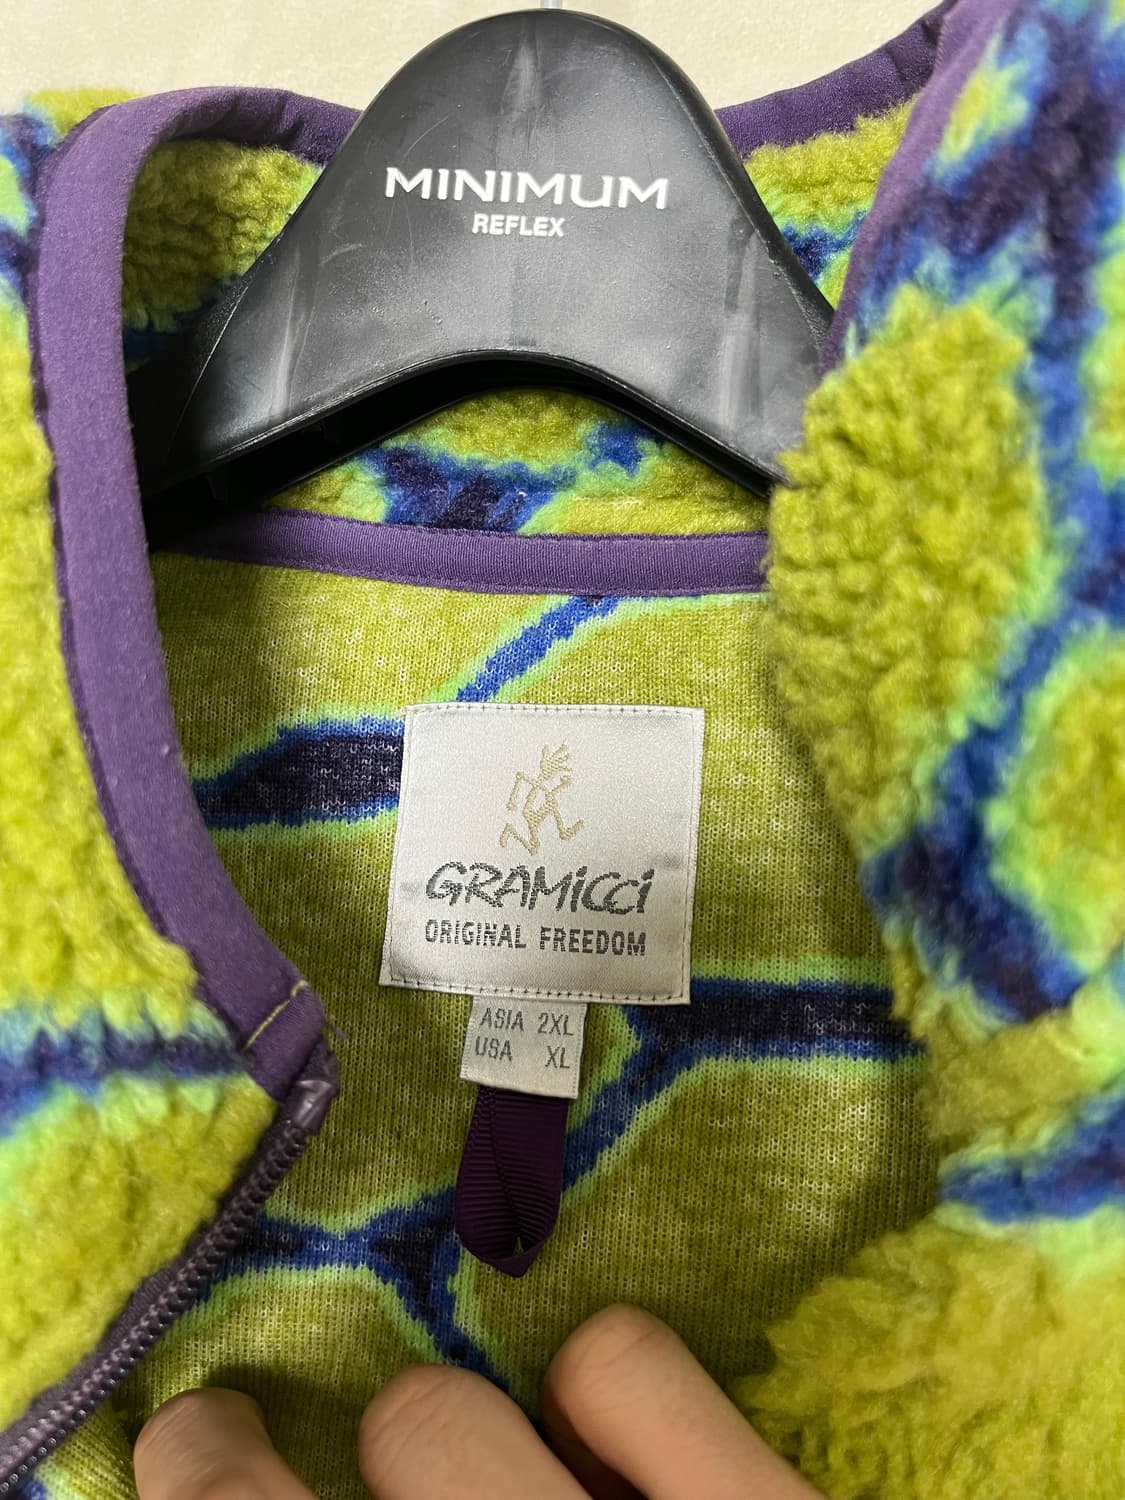 MINIMUM
REFLEX
GRAMiCCi
ORIGINAL FREEDOM
ASIA 2XL
USA XL